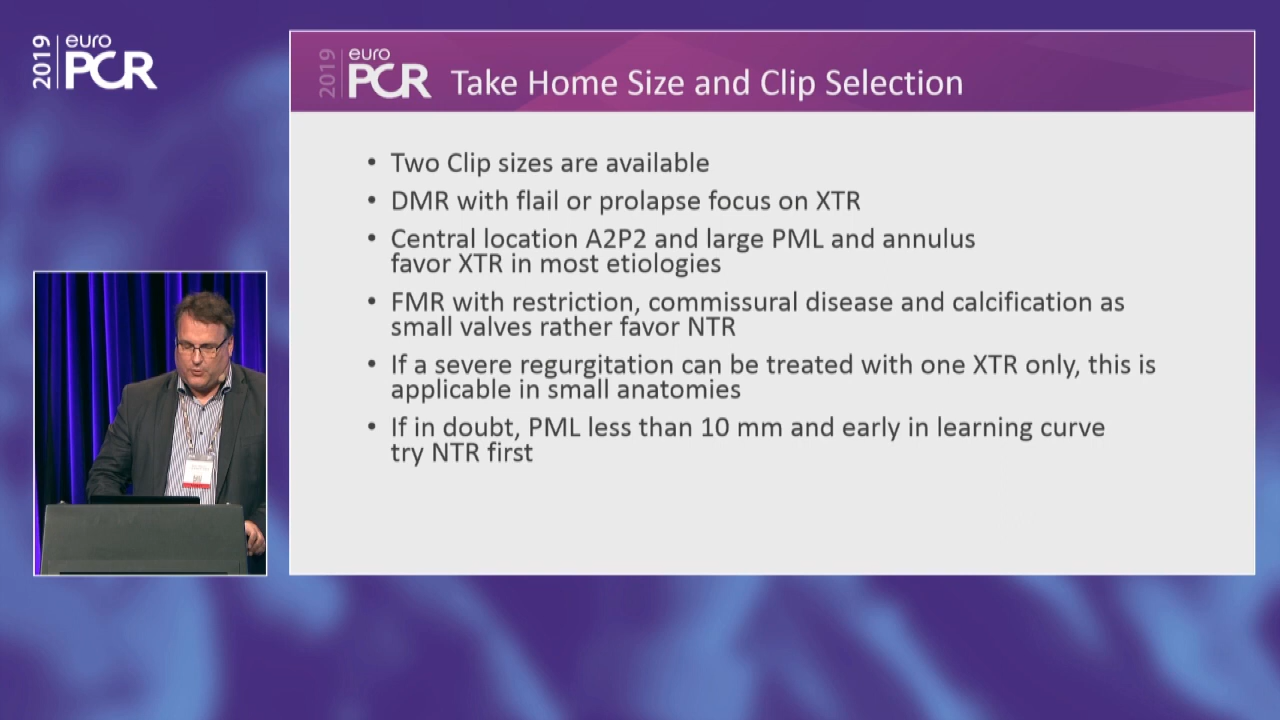 2019
euro
PCR
2019
euro
PCR
Take Home Size and Clip Selection
• Two Clip sizes are available
• DMR with flail or prolapse focus on XTR
• Central location A2P2 and large PML and annulus
favor XTR in most etiologies
• FMR with restriction, commissural disease and calcification as
small valves rather favor NTR
• If a severe regurgitation can be treated with one XTR only, this is
applicable in small anatomies
• If in doubt, PML less than 10 mm and early in learning curve
try NTR first